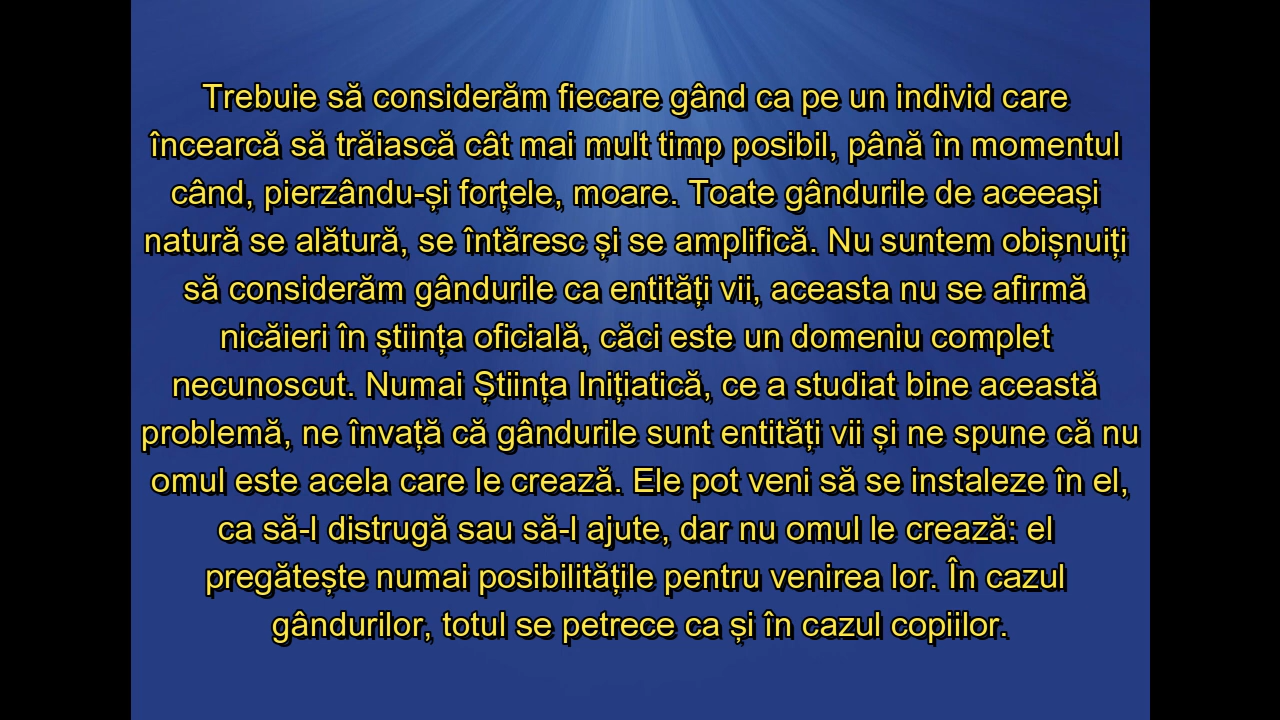 Trebuie să considerăm fiecare gând ca pe un individ care
încearcă să trăiască cât mai mult timp posibil, până în momentul
când, pierzându-și forțele, moare. Toate gândurile de aceeași
natură se alătură, se întăresc și se amplifică. Nu suntem obișnuiți
să considerăm gândurile ca entități vii, aceasta nu se afirmă
nicăieri în știința oficială, căci este un domeniu complet
necunoscut. Numai Știința Inițiatică, ce a studiat bine această
problemă, ne învață că gândurile sunt entități vii și ne spune că nu
omul este acela care le crează. Ele pot veni să se instaleze în el,
ca să-l distrugă sau să-l ajute, dar nu omul le crează: el
pregătește numai posibilitățile pentru venirea lor. În cazul
gândurilor, totul se petrece ca și în cazul copiilor.